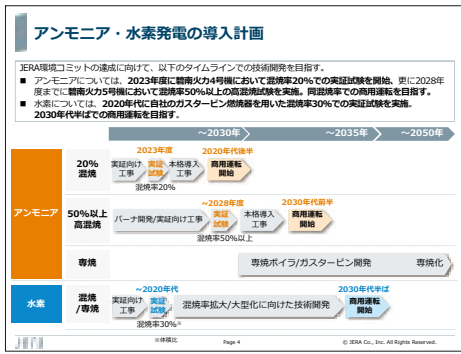 アンモニア・水素発電の導入計画
JERA環境コミットの達成に向けて、以下のタイムラインでの技術開発を目指す。
■ アンモニアについては、2023年度に碧南火力4号機において混焼率20%での実証試験を開始、更に2028年
度までに碧南火力5号機において混焼率50%以上の高混焼試験を実施。同混焼率での商用運転を目指す。
■ 水素については、2020年代に自社のガスタービン燃焼器を用いた混焼率30%での実証試験を実施。
2030年代半ばでの商用運転を目指す。
～2030年 ～2035年 ～2050年
アンモニア
20%
混焼
2023年度 2020年代後半
実証向け
工事
実証
試験
本格導入
工事
商用運転
開始
混焼率20%
50%以上
高混焼
～2028年度 2030年代前半
バーナ開発/実証向け工事
実証
試験
本格導入
工事
商用運転
開始
混焼率50%以上
専焼
専焼ボイラ/ガスタービン開発 専焼化
水素
混焼
/専焼
～2020年代 2030年代半ば
実証向け
工事
実証
試験
混焼率拡大/大型化に向けた技術開発
商用運転
開始
混焼率30%※
※体積比
JERA
Page 4
© JERA Co., Inc. All Rights Reserved.